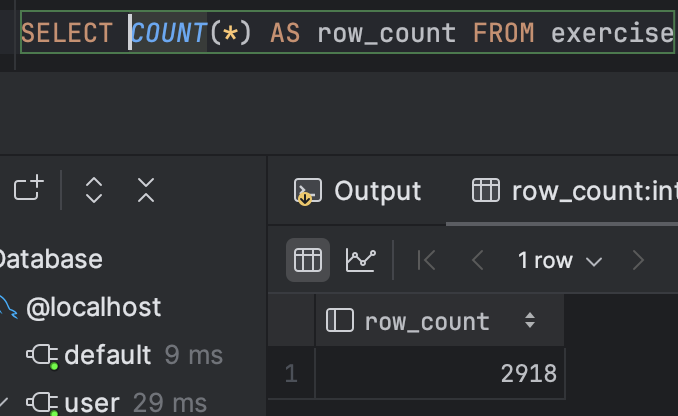 SELECT COUNT(*) AS row_count FROM exercise
Output
row_count:int
1 row
Database
@localhost
row_count
default 9 ms
1 2918
user 29 ms